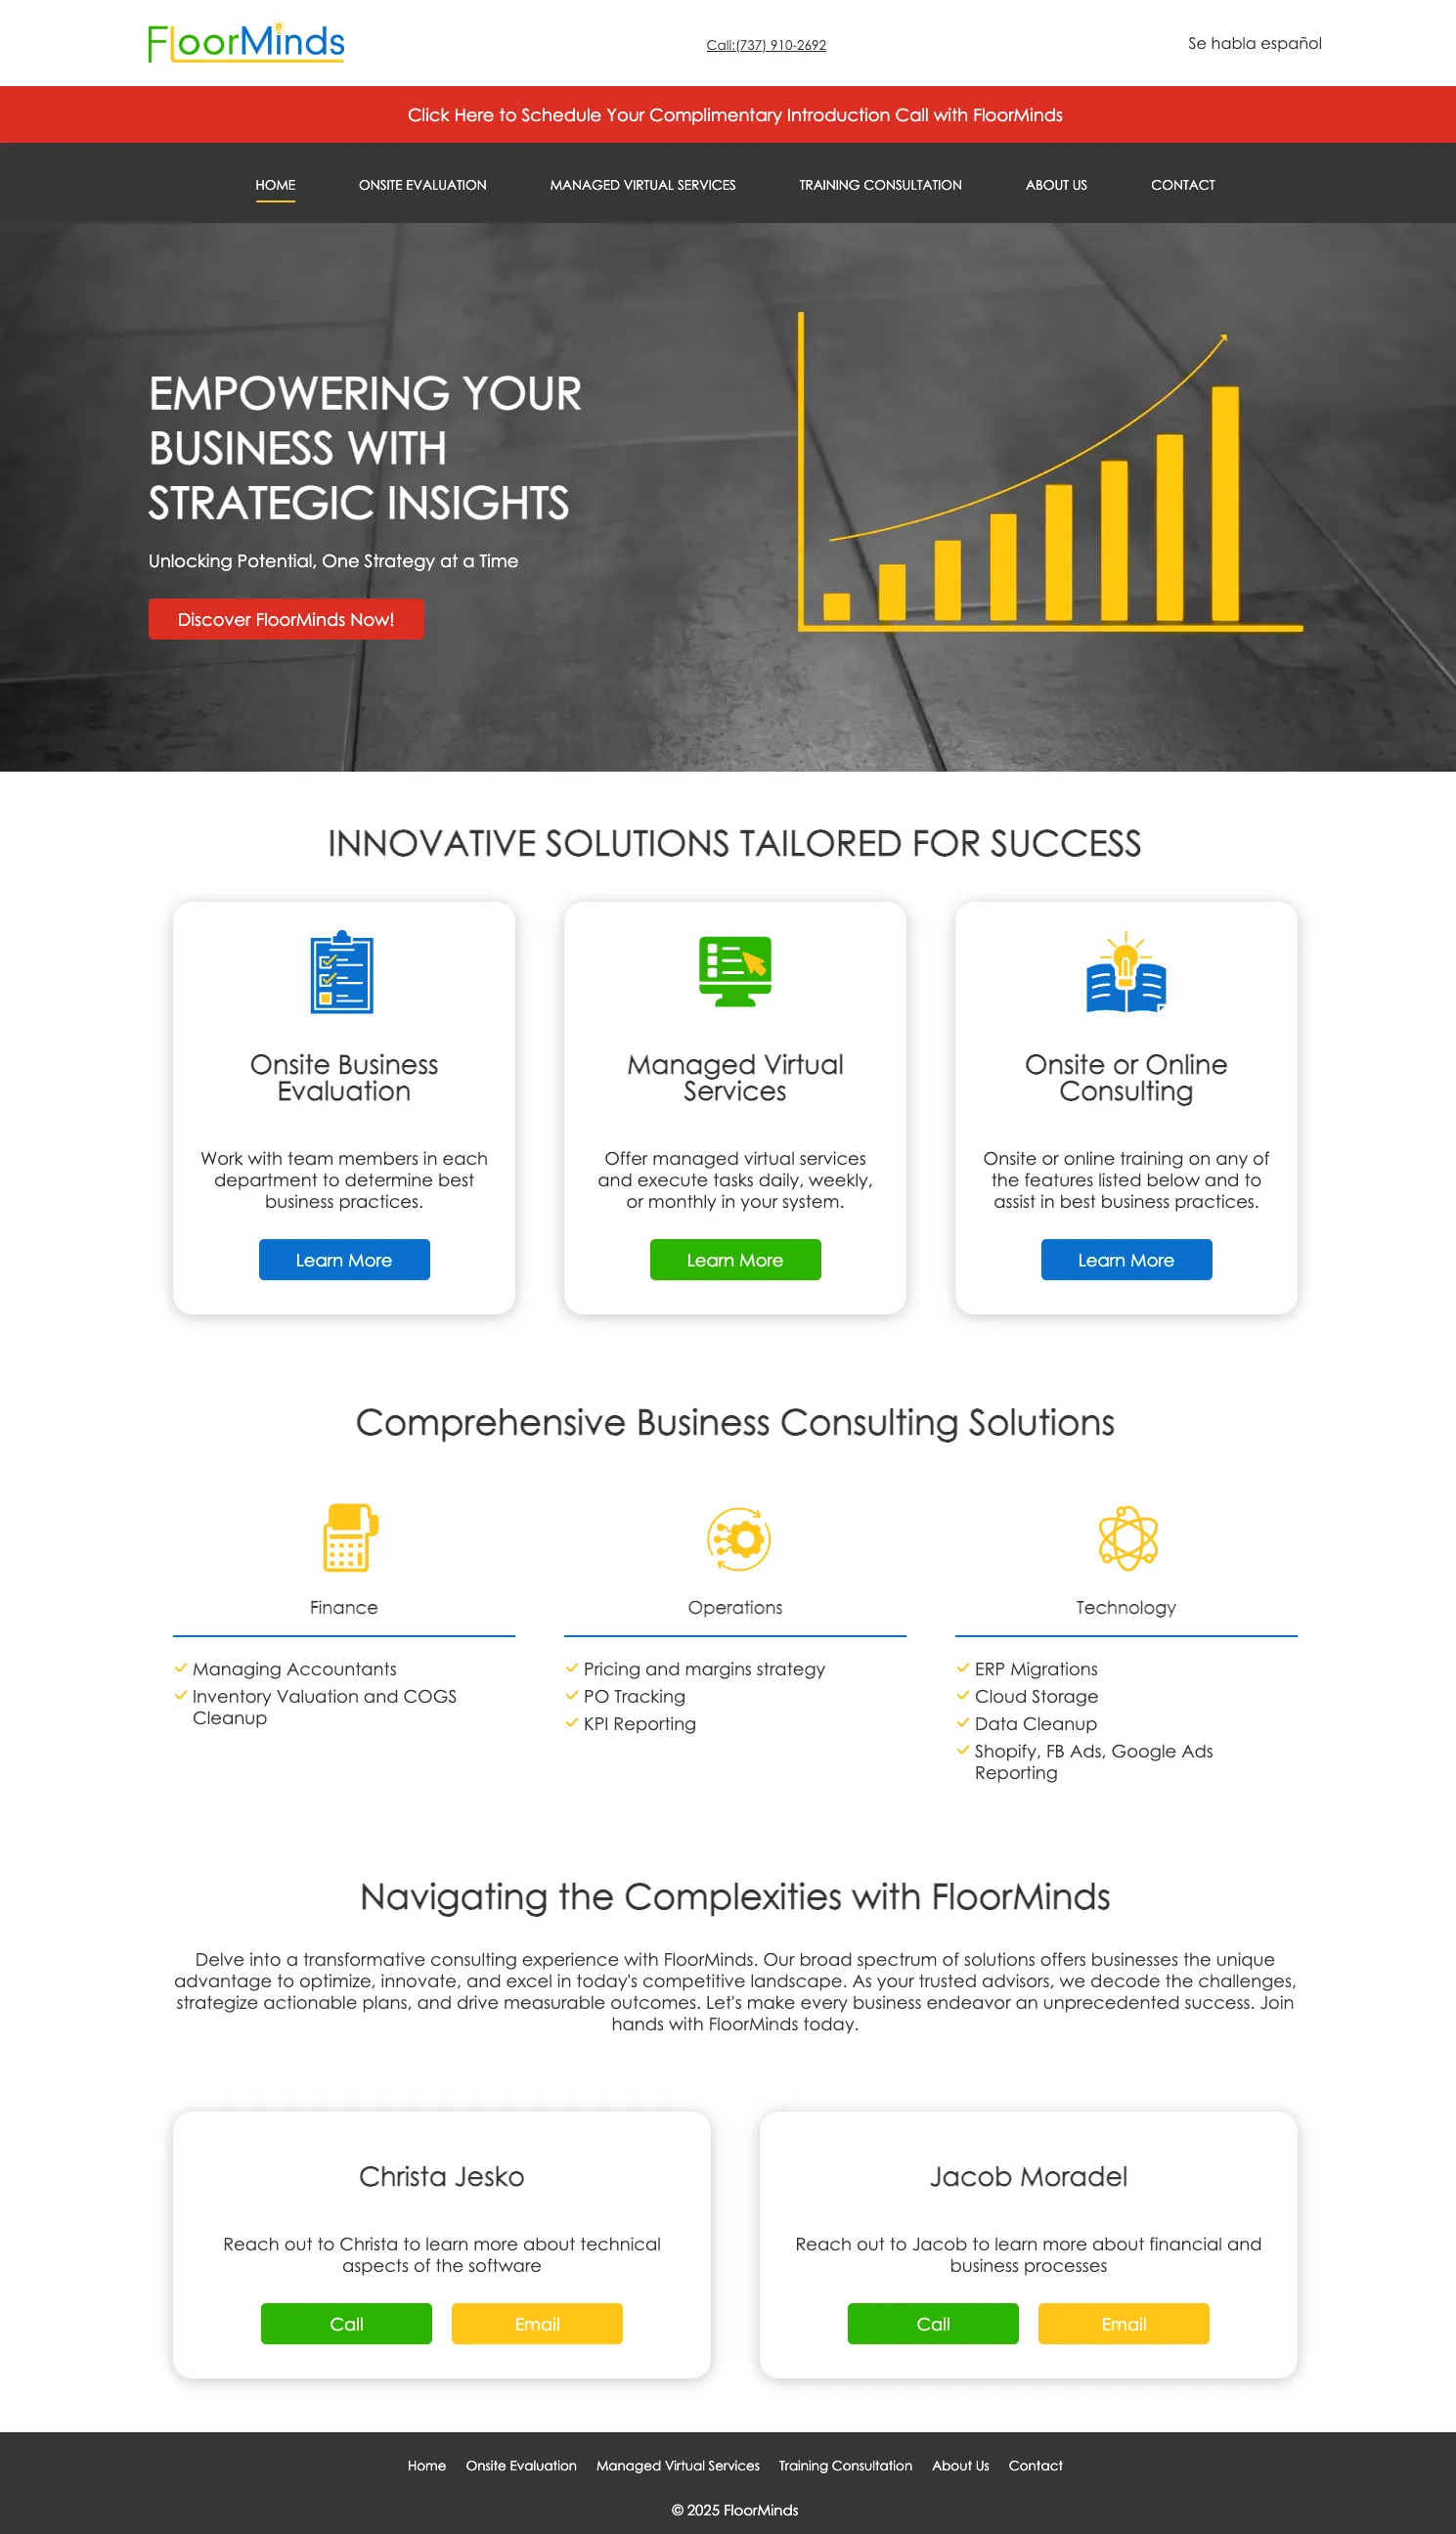 FloorMinds
Call:(737) 910-2692
Se habla español
Click Here to Schedule Your Complimentary Introduction Call with FloorMinds
HOME
ONSITE EVALUATION
MANAGED VIRTUAL SERVICES
TRAINING CONSULTATION
ABOUT US
CONTACT
EMPOWERING YOUR
BUSINESS WITH
STRATEGIC INSIGHTS
Unlocking Potential, One Strategy at a Time
Discover FloorMinds Now!
INNOVATIVE SOLUTIONS TAILORED FOR SUCCESS
Onsite Business
Evaluation
Work with team members in each
department to determine best
business practices.
Learn More
Managed Virtual
Services
Offer managed virtual services
and execute tasks daily, weekly,
or monthly in your system.
Learn More
Onsite or Online
Consulting
Onsite or online training on any of
the features listed below and to
assist in best business practices.
Learn More
Comprehensive Business Consulting Solutions
Finance
Managing Accountants
Inventory Valuation and COGS
Cleanup
Operations
Pricing and margins strategy
PO Tracking
KPI Reporting
Technology
ERP Migrations
Cloud Storage
Data Cleanup
Shopify, FB Ads, Google Ads
Reporting
Navigating the Complexities with FloorMinds
Delve into a transformative consulting experience with FloorMinds. Our broad spectrum of solutions offers businesses the unique
advantage to optimize, innovate, and excel in today's competitive landscape. As your trusted advisors, we decode the challenges,
strategize actionable plans, and drive measurable outcomes. Let's make every business endeavor an unprecedented success. Join
hands with FloorMinds today.
Christa Jesko
Reach out to Christa to learn more about technical
aspects of the software
Call
Email
Jacob Moradel
Reach out to Jacob to learn more about financial and
business processes
Call
Email
Home
Onsite Evaluation
Managed Virtual Services
Training Consultation
About Us
Contact
© 2025 FloorMinds